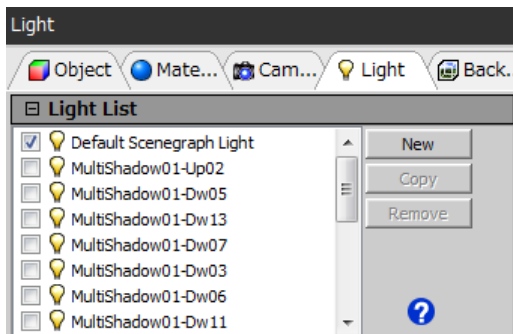 Light
Object Mate... Cam... Light Back..
Light List
Default Scenegraph Light
MultiShadow01-Up02
MultiShadow01-Dw05
MultiShadow01-Dw13
MultiShadow01-Dw07
MultiShadow01-Dw03
MultiShadow01-Dw06
MultiShadow01-Dw11
New
Copy
Remove
?